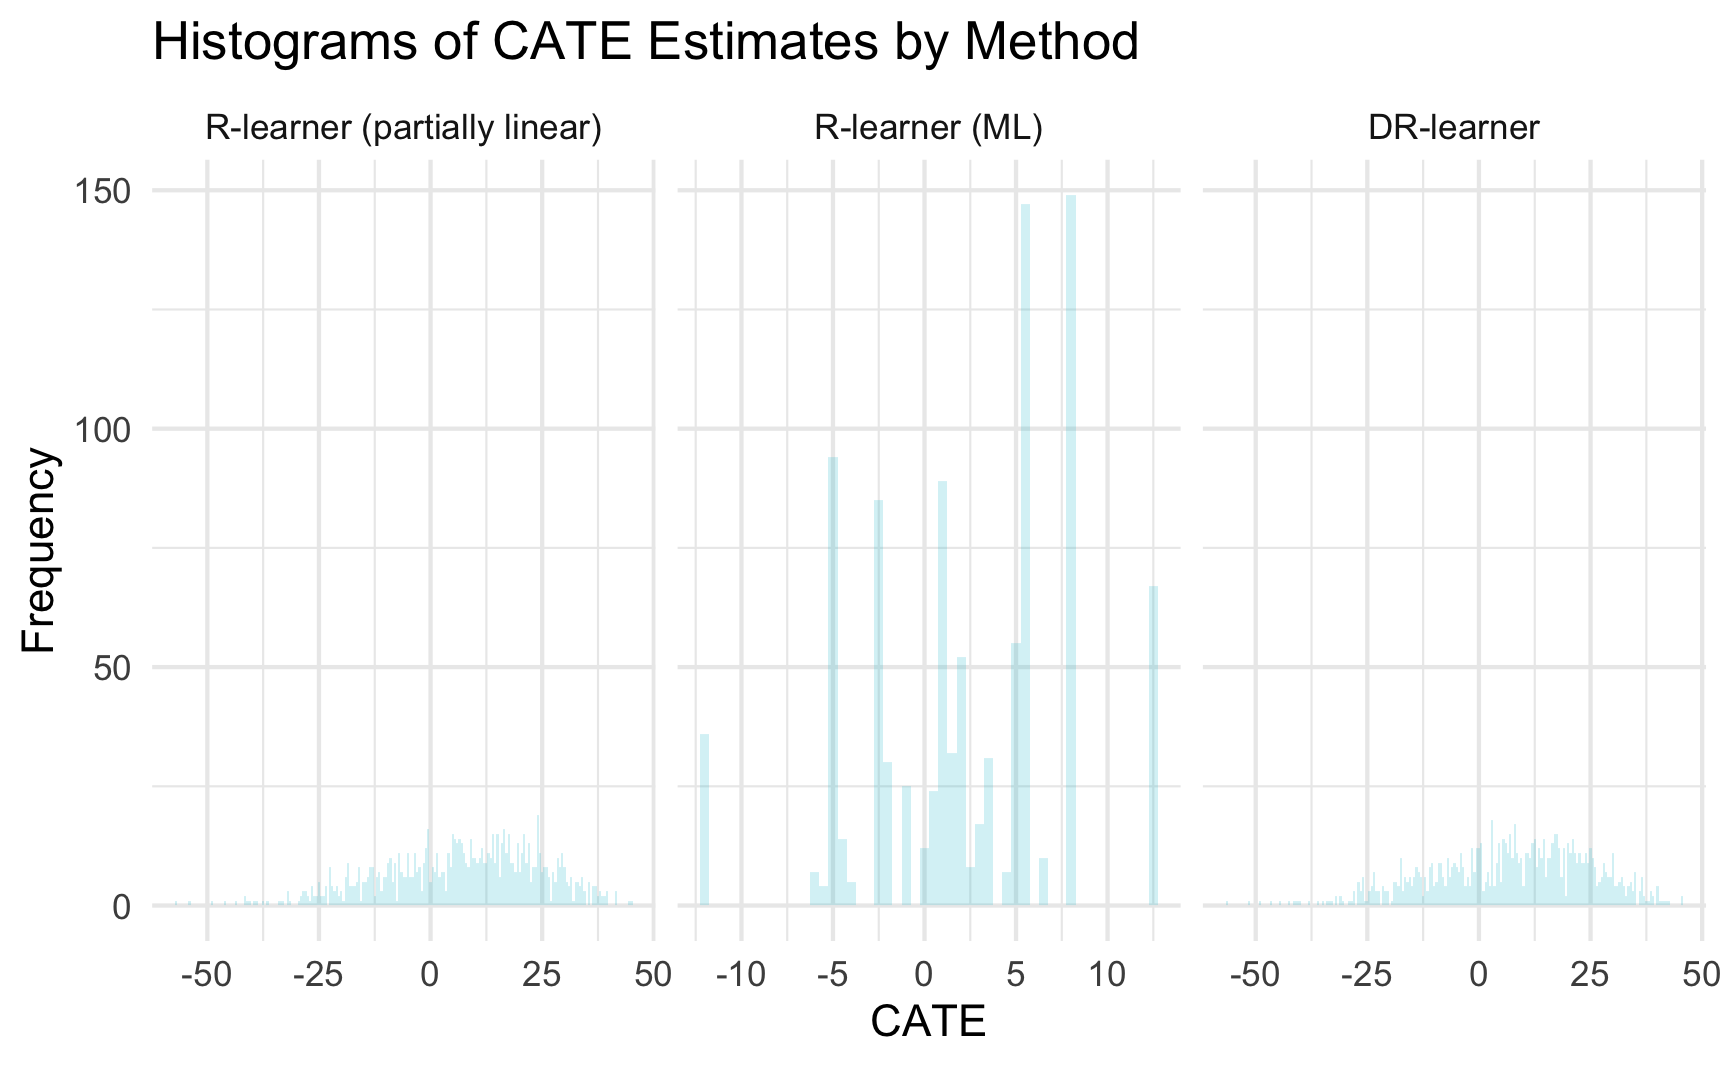 Histograms of CATE Estimates by Method
R-learner (partially linear) R-learner (ML) DR-learner
150
100
50
0
Frequency
-50 -25 0 25 50 -10 -5 0 5 10 -50 -25 0 25 50
CATE